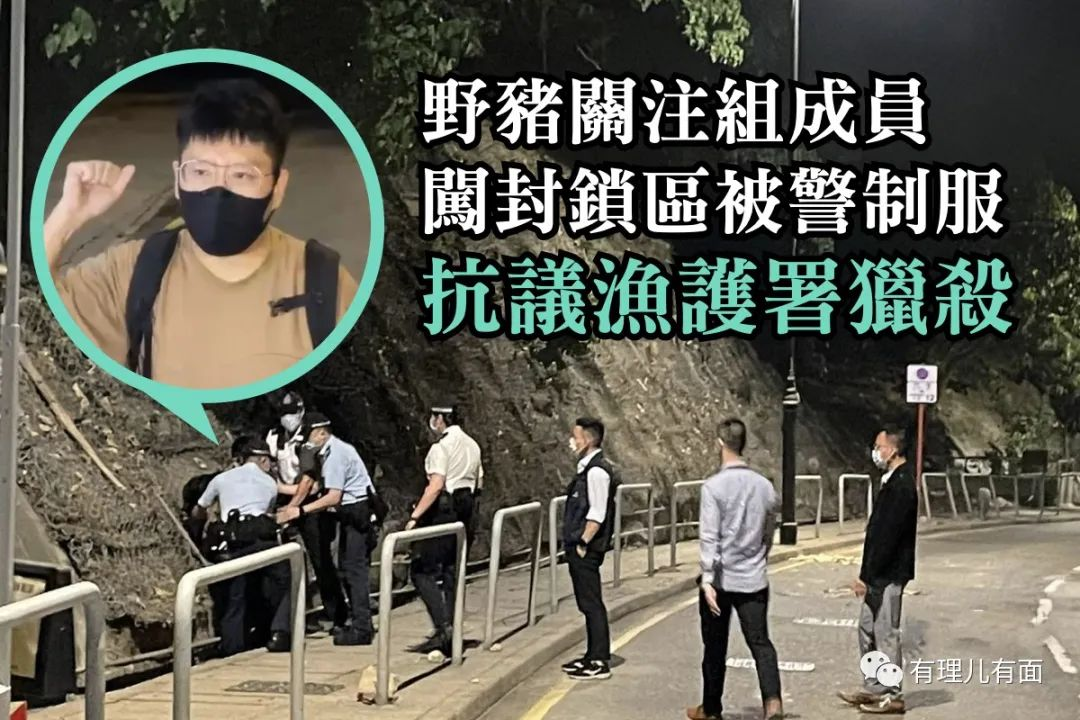 野豬關注組成員
闖封鎖區被警制服
抗議漁護署獵殺
有理儿有面